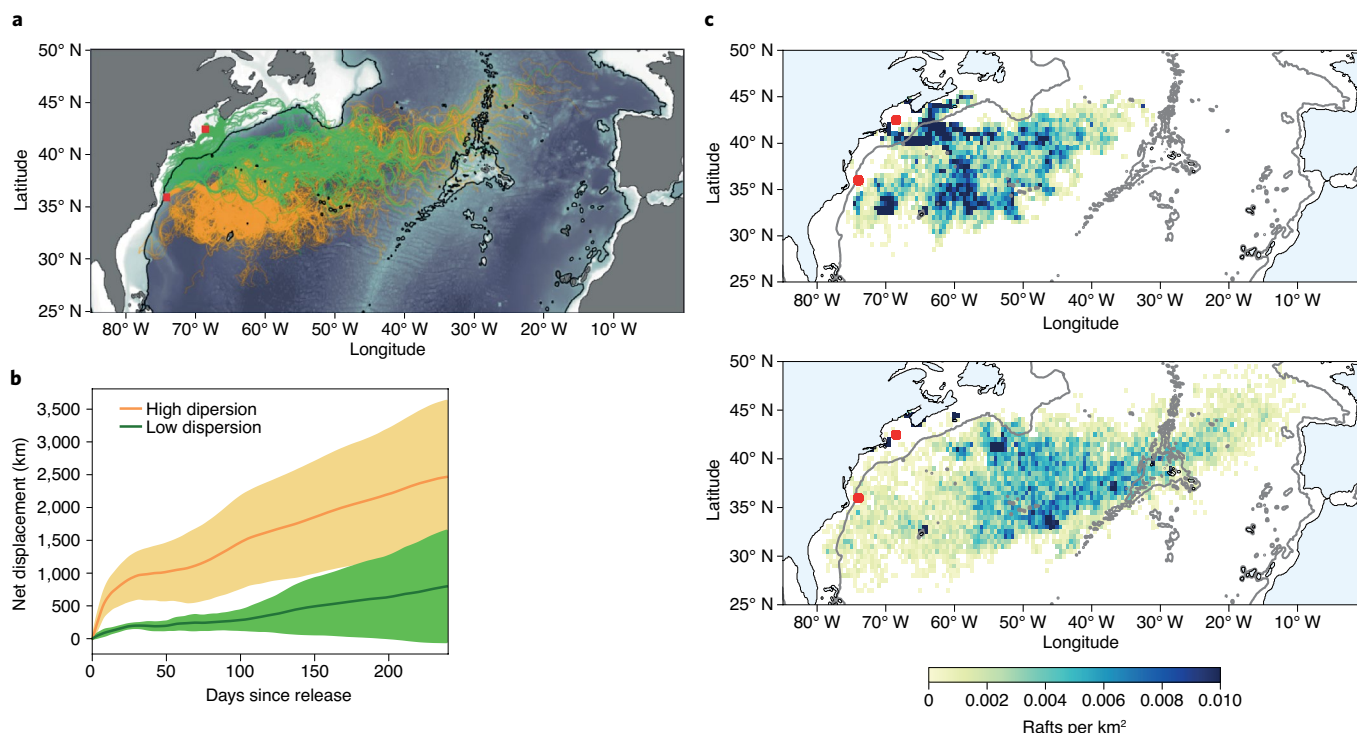 a
50° N
45° N
40° N
35° N
30° N
25° N
Latitude
80° W 70° W 60° W 50° W 40° W 30° W 20° W 10° W
Longitude
b
3,500
3,000
2,500
2,000
1,500
1,000
500
0
Net displacement (km)
High dipersion
Low dispersion
0 50 100 150 200
Days since release
c
50° N
45° N
40° N
35° N
30° N
25° N
Latitude
80° W 70° W 60° W 50° W 40° W 30° W 20° W 10° W
Longitude
50° N
45° N
40° N
35° N
30° N
25° N
Latitude
80° W 70° W 60° W 50° W 40° W 30° W 20° W 10° W
Longitude
0 0.002 0.004 0.006 0.008 0.010
Rafts per km²